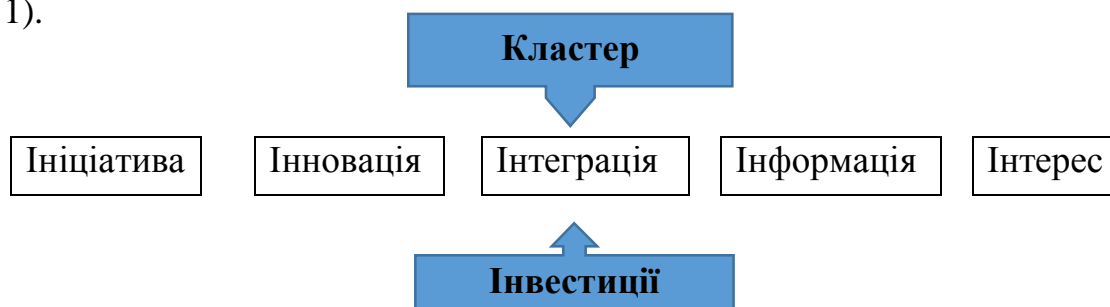 1).
Кластер
Ініціатива Інновація Інтеграція Інформація Інтерес
Інвестиції